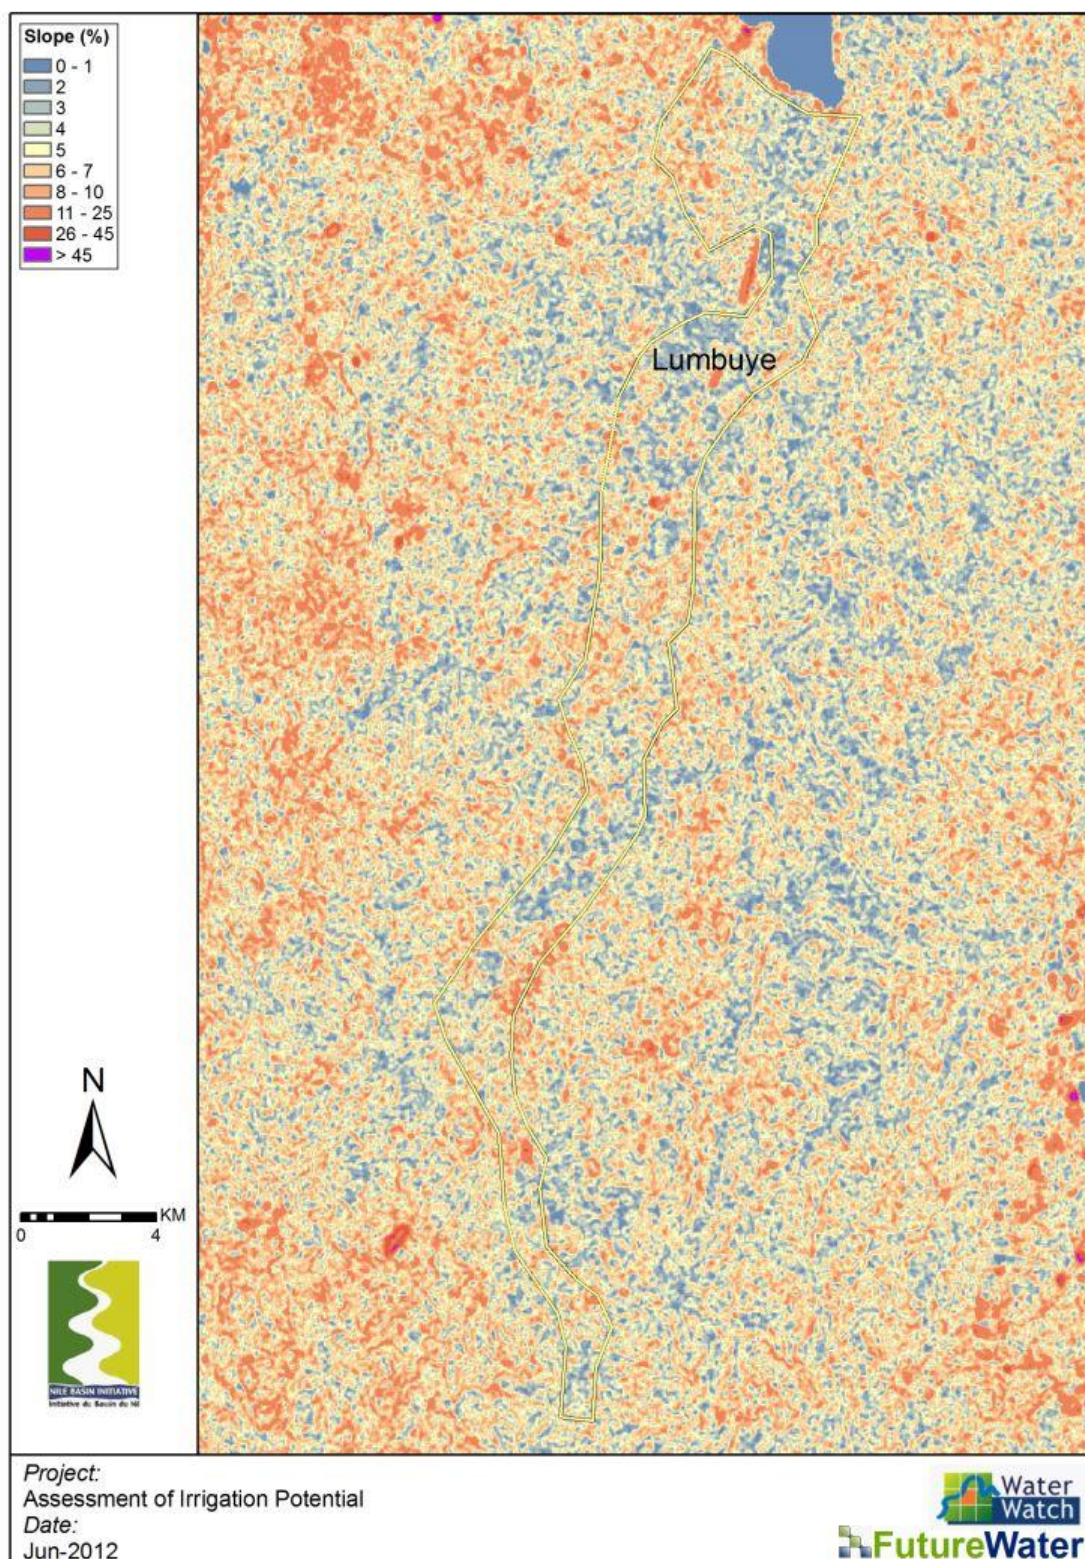 Slope (%)
0 - 1
2
3
4
5
6 - 7
8 - 10
11 - 25
26 - 45
> 45
Lumbuye
N
KM
0 4
NILE BASIN INITIATIVE
Initiative du Bassin du Nil
Project:
Assessment of Irrigation Potential
Date:
Jun-2012
Water
Watch
FutureWater